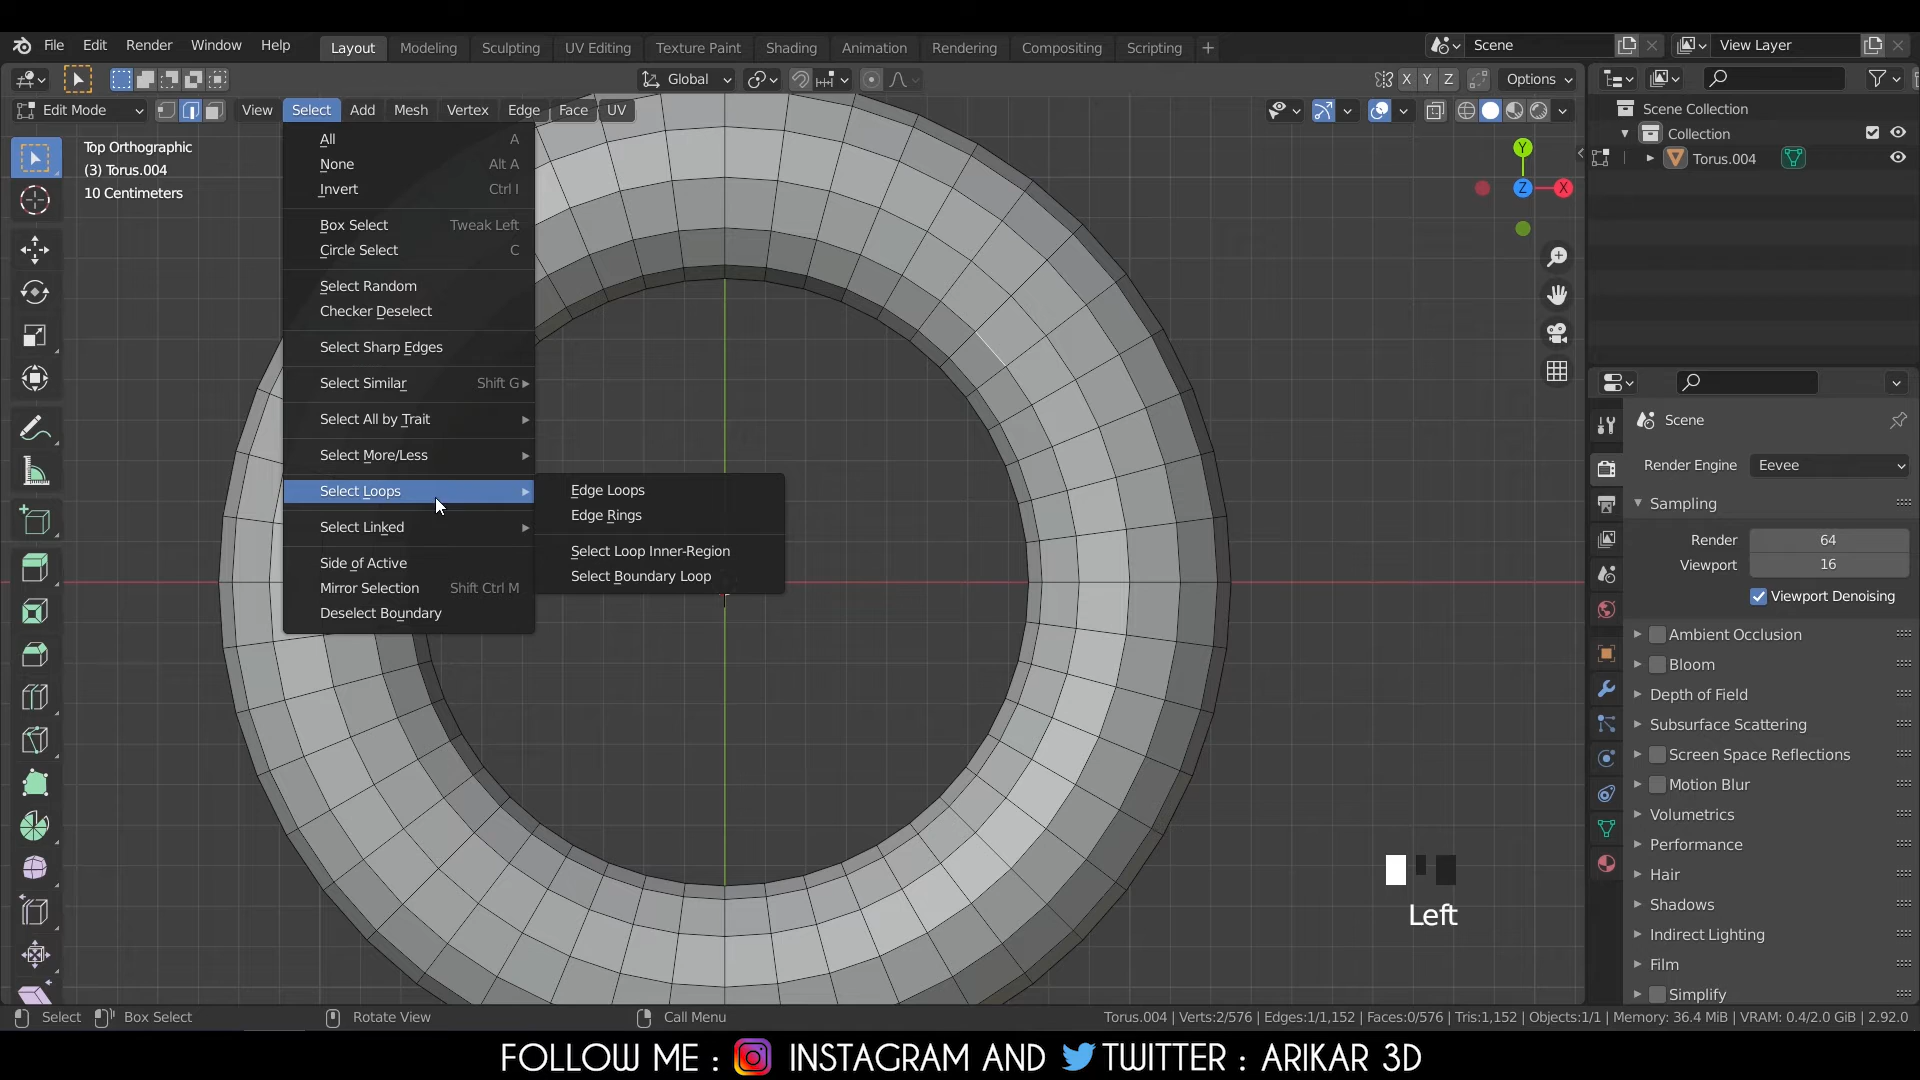 File Edit Render Window Help Layout Modeling Sculpting UV Editing Texture Paint Shading Animation Rendering Compositing Scripting + Scene View Layer
Global X Y Z Options
Edit Mode View Select Add Mesh Vertex Edge Face UV
Top Orthographic
(3) Torus.004
10 Centimeters
All A
None Alt A
Invert Ctrl I
Box Select Tweak Left
Circle Select C
Select Random
Checker Deselect
Select Sharp Edges
Select Similar Shift G
Select All by Trait
Select More/Less
Select Loops
Select Linked
Side of Active
Mirror Selection Shift Ctrl M
Deselect Boundary
Edge Loops
Edge Rings
Select Loop Inner-Region
Select Boundary Loop
Y
Z X
Left
Scene Collection
Collection
Torus.004
Scene
Render Engine Eevee
Sampling
Render 64
Viewport 16
Viewport Denoising
Ambient Occlusion
Bloom
Depth of Field
Subsurface Scattering
Screen Space Reflections
Motion Blur
Volumetrics
Performance
Hair
Shadows
Indirect Lighting
Film
Simplify
Select Box Select Rotate View Call Menu Torus.004 | Verts:2/576 | Edges:1/1,152 | Faces:0/576 | Tris:1,152 | Objects:1/1 | Memory: 36.4 MiB | VRAM: 0.4/2.0 GiB | 2.92.0
FOLLOW ME : INSTAGRAM AND TWITTER : ARIKAR 3D